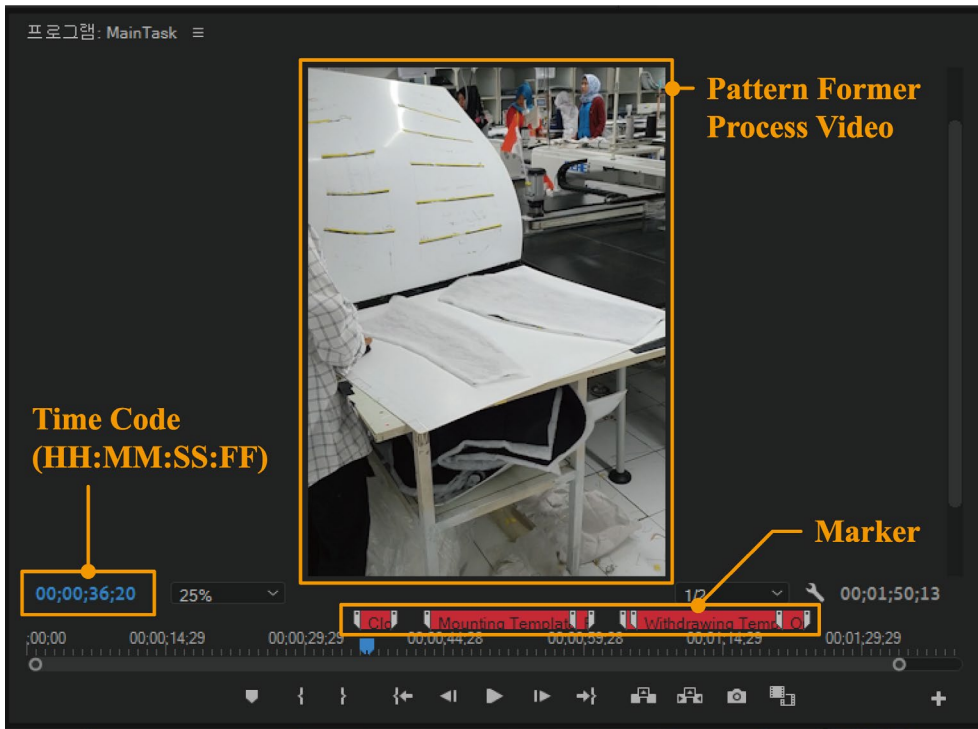 프로그램: MainTask
Pattern Former
Process Video
Time Code
(HH:MM:SS:FF)
Marker
00;00;36;20
25%
1/2
00;01;50;13
Clo
Mounting Templat
Withdrawing Temp
;00;00
00;00;14;29
00;00;29;29
00;00;44;28
00;00;59;28
00;01;14;29
00;01;29;29